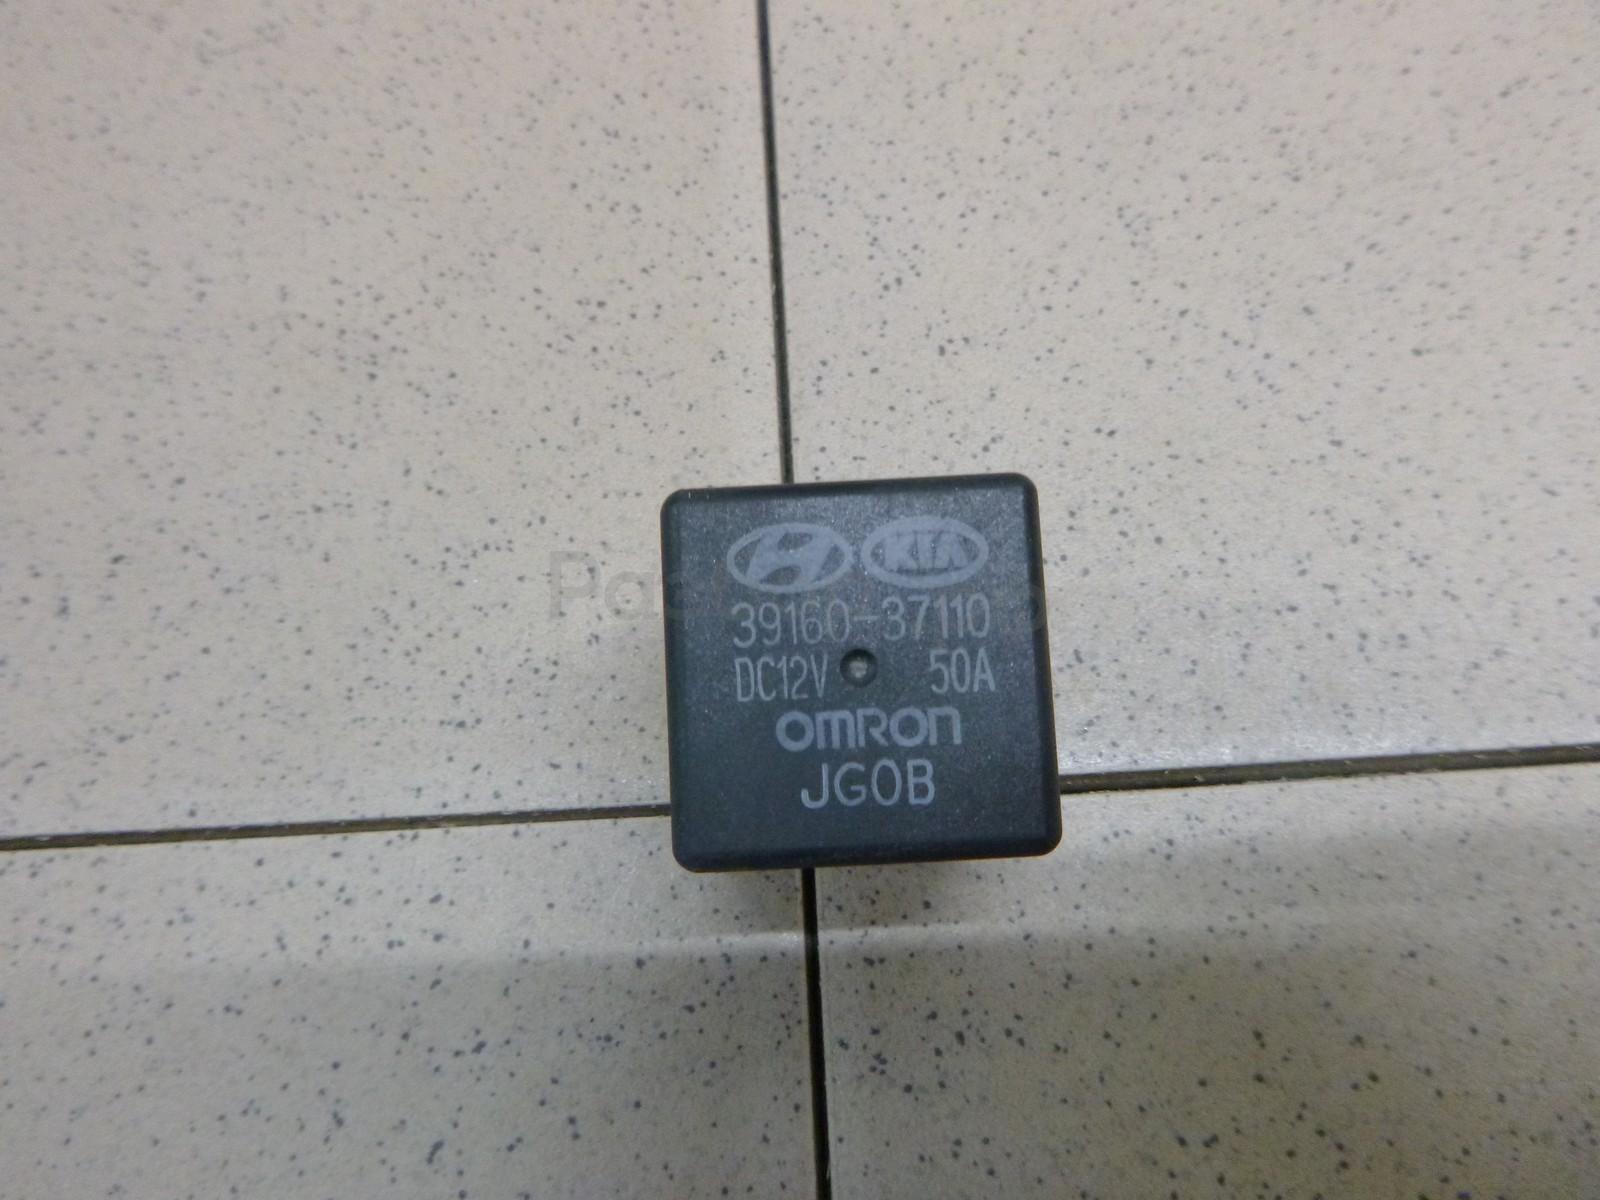 KIA
39160-37110
DC12V 50A
omron
JG0B